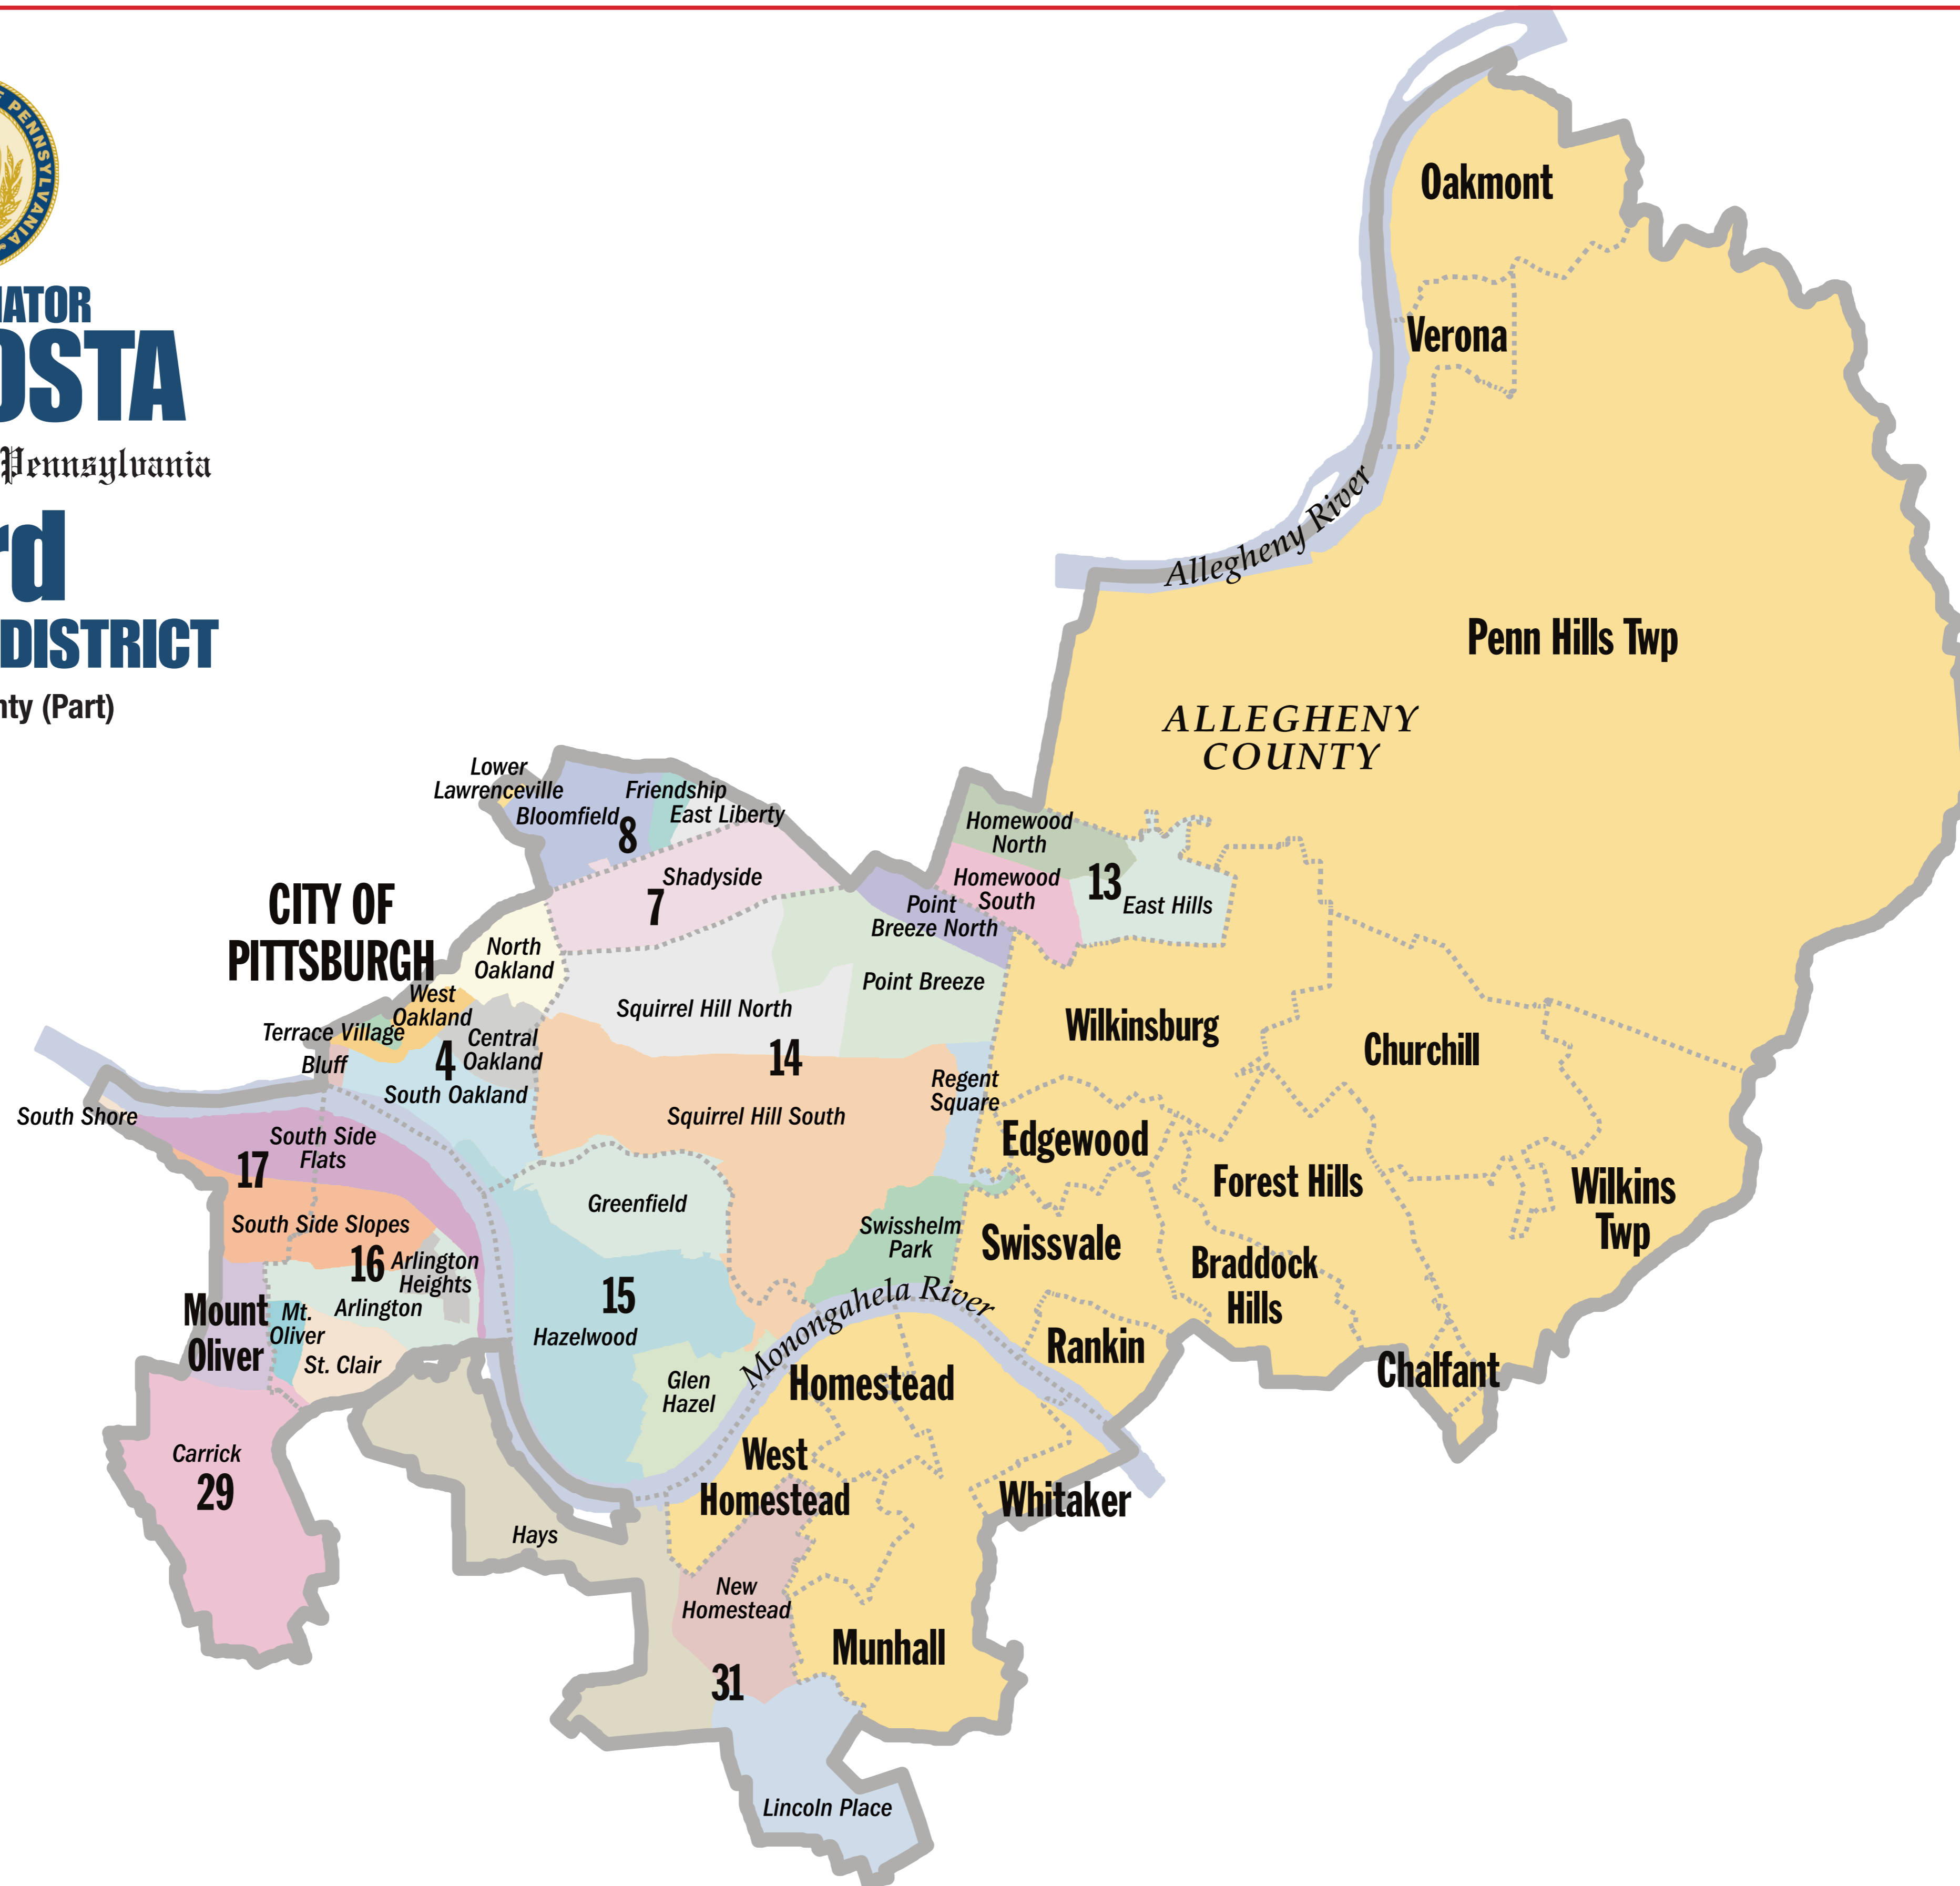 PENNSYLVANIA
NATOR
OSTA
Pennsylvania
rd
DISTRICT
nty (Part)
Oakmont
Verona
Allegheny River
Penn Hills Twp
ALLEGHENY
COUNTY
Lower
Lawrenceville
Bloomfield
8
Friendship
East Liberty
Shadyside
7
Homewood
North
Homewood
South
13
East Hills
Point
Breeze North
CITY OF
PITTSBURGH
North
Oakland
Point Breeze
West
Oakland
Squirrel Hill North
Terrace Village
Central
Oakland
4
Bluff
South Oakland
14
Wilkinsburg
Churchill
Regent
Square
South Shore
Squirrel Hill South
South Side
Flats
17
Edgewood
Forest Hills
Wilkins
Twp
Greenfield
South Side Slopes
Swisshelm
Park
Swissvale
16
Arlington
Heights
Braddock
Hills
15
Monongahela River
Mount
Oliver
Mt.
Oliver
Arlington
Hazelwood
Rankin
St. Clair
Glen
Hazel
Homestead
Chalfant
Carrick
29
West
Homestead
Whitaker
Hays
New
Homestead
Munhall
31
Lincoln Place